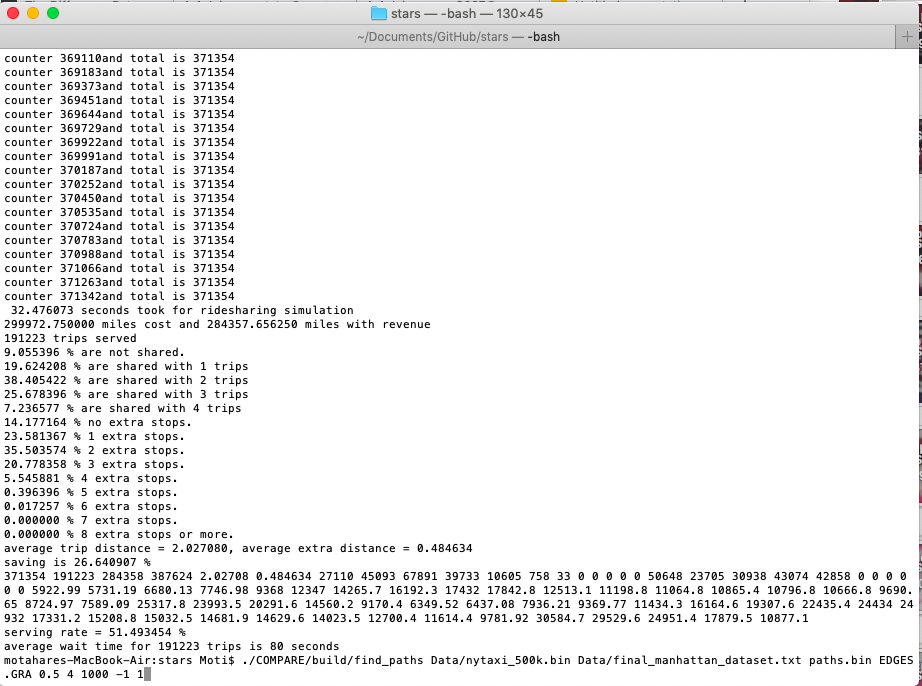 stars — -bash — 130×45
~/Documents/GitHub/stars — -bash
counter 369110and total is 371354
counter 369183and total is 371354
counter 369373and total is 371354
counter 369451and total is 371354
counter 369644and total is 371354
counter 369729and total is 371354
counter 369922and total is 371354
counter 369991and total is 371354
counter 370187and total is 371354
counter 370252and total is 371354
counter 370450and total is 371354
counter 370535and total is 371354
counter 370724and total is 371354
counter 370783and total is 371354
counter 370988and total is 371354
counter 371066and total is 371354
counter 371263and total is 371354
counter 371342and total is 371354
32.476073 seconds took for ridesharing simulation
299972.750000 miles cost and 284357.656250 miles with revenue
191223 trips served
9.055396 % are not shared.
19.624208 % are shared with 1 trips
38.405422 % are shared with 2 trips
25.678396 % are shared with 3 trips
7.236577 % are shared with 4 trips
14.177164 % no extra stops.
23.581367 % 1 extra stops.
35.503574 % 2 extra stops.
20.778358 % 3 extra stops.
5.545881 % 4 extra stops.
0.396396 % 5 extra stops.
0.017257 % 6 extra stops.
0.000000 % 7 extra stops.
0.000000 % 8 extra stops or more.
average trip distance = 2.027080, average extra distance = 0.484634
saving is 26.640907 %
371354 191223 284358 387624 2.02708 0.484634 27110 45093 67891 39733 10605 758 33 0 0 0 0 0 50648 23705 30938 43074 42858 0 0 0 0
0 0 5922.99 5731.19 6680.13 7746.98 9368 12347 14265.7 16192.3 17432 17842.8 12513.1 11198.8 11064.8 10865.4 10796.8 10666.8 9690.
65 8724.97 7589.09 25317.8 23993.5 20291.6 14560.2 9170.4 6349.52 6437.08 7936.21 9369.77 11434.3 16164.6 19307.6 22435.4 24434 24
932 17331.2 15208.8 15032.5 14681.9 14629.6 14023.5 12700.4 11614.4 9781.92 30584.7 29529.6 24951.4 17879.5 10877.1
serving rate = 51.493454 %
average wait time for 191223 trips is 80 seconds
motahares-MacBook-Air:stars Moti$ ./COMPARE/build/find_paths Data/nytaxi_500k.bin Data/final_manhattan_dataset.txt paths.bin EDGES
.GRA 0.5 4 1000 -1 1